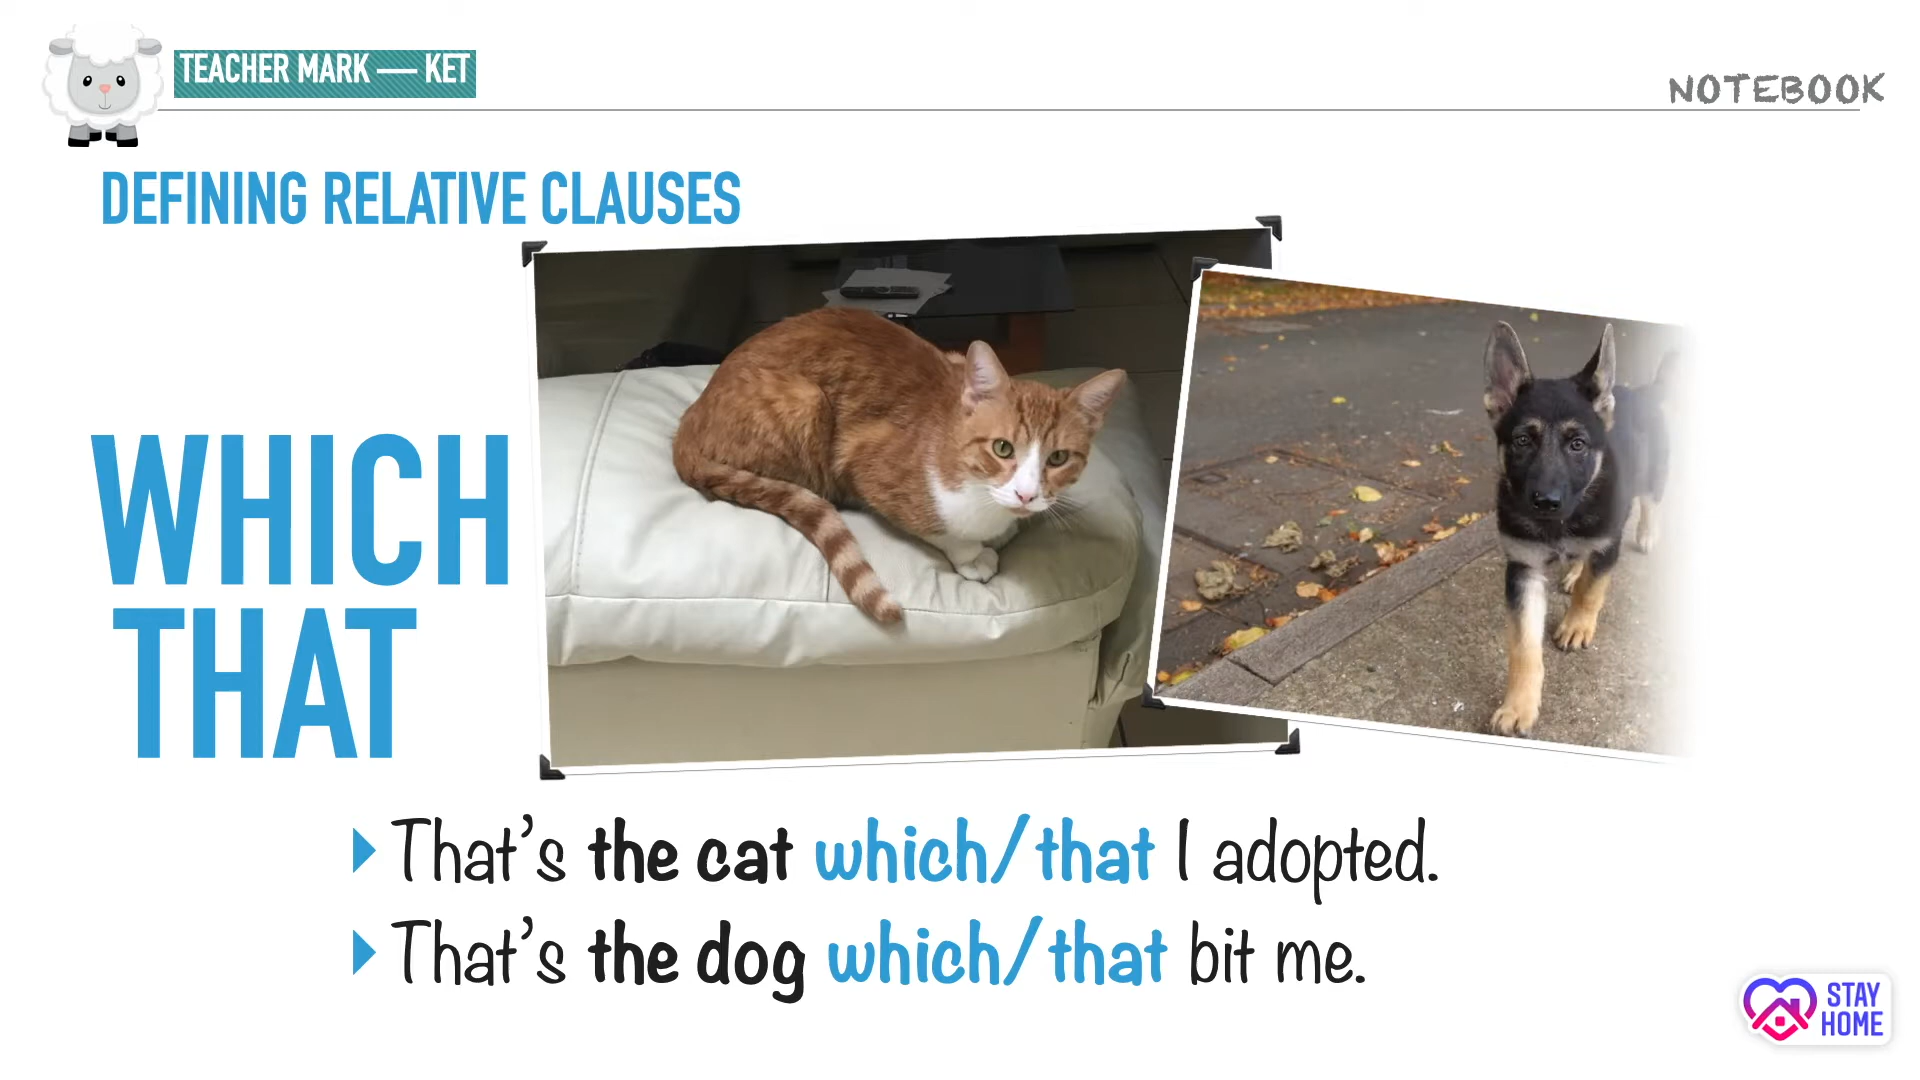 TEACHER MARK — KET
NOTEBOOK
DEFINING RELATIVE CLAUSES
WHICH
THAT
That's the cat which/that I adopted.
That's the dog which/that bit me.
STAY
HOME